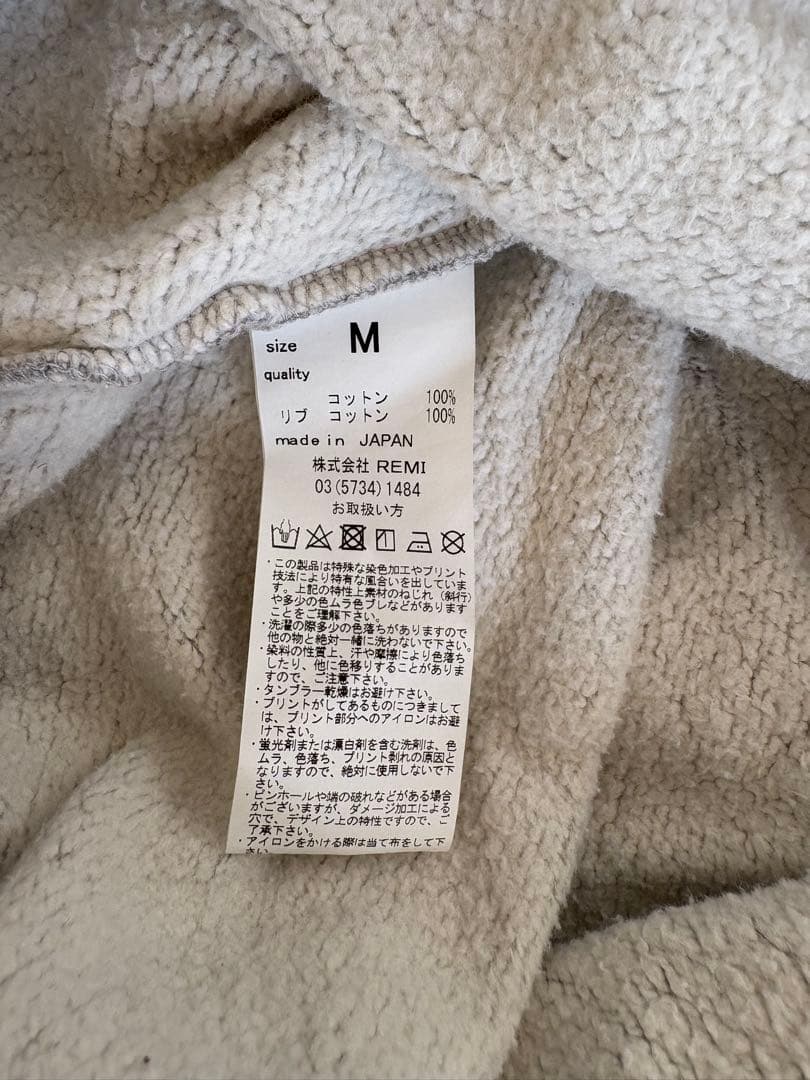 size M
quality
コットン 100%
リブ コットン 100%
made in JAPAN
株式会社 REMI
03(5734)1484
お取扱い方
・この製品は特殊な染色加工やプリント
技法により特有な風合いを出していま
す。上記の特性上素材のねじれ（斜行）
や多少の色ムラ色ブレなどがあります
ことをご理解下さい。
・洗濯の際多少の色落ちがありますので
他の物と絶対一緒に洗わないで下さい。
・染料の性質上、汗や摩擦により色落ち
したり、他に色移りすることがありま
すので、ご注意下さい。
・タンブラー乾燥はお避け下さい。
・プリントがしてあるものにつきまして
は、プリント部分へのアイロンはお避
け下さい。
・蛍光剤または漂白剤を含む洗剤は、色
ムラ、色落ち、プリント剥れの原因と
なりますので、絶対に使用しないで下
さい。
・ピンホールや端の破れなどがある場合
がございますが、ダメージ加工による
穴で、デザイン上の特性ですので、ご
了承下さい。
・アイロンをかける際は当て布をして下
さい。